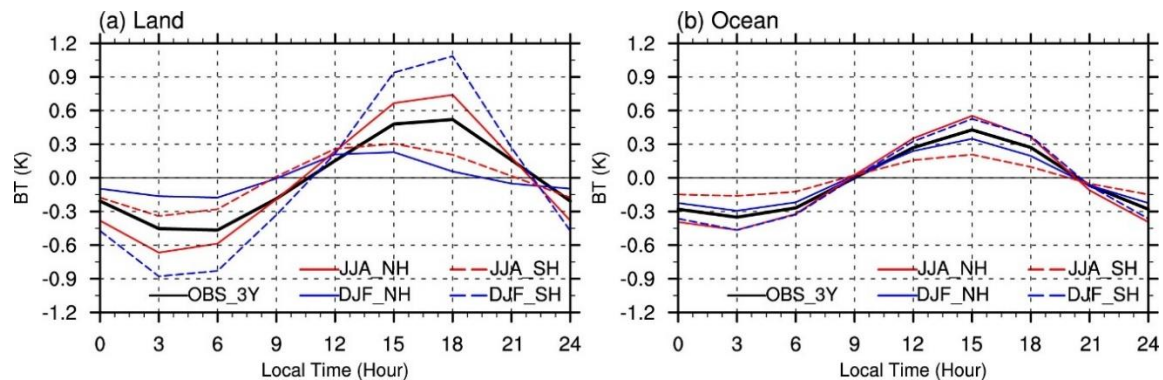 (a) Land
BT (K)
1.2
0.9
0.6
0.3
0.0
-0.3
-0.6
-0.9
-1.2
JJA_NH JJA_SH
OBS_3Y DJF_NH DJF_SH
0 3 6 9 12 15 18 21 24
Local Time (Hour)
(b) Ocean
BT (K)
1.2
0.9
0.6
0.3
0.0
-0.3
-0.6
-0.9
-1.2
JJA_NH JJA_SH
OBS_3Y DJF_NH DJF_SH
0 3 6 9 12 15 18 21 24
Local Time (Hour)